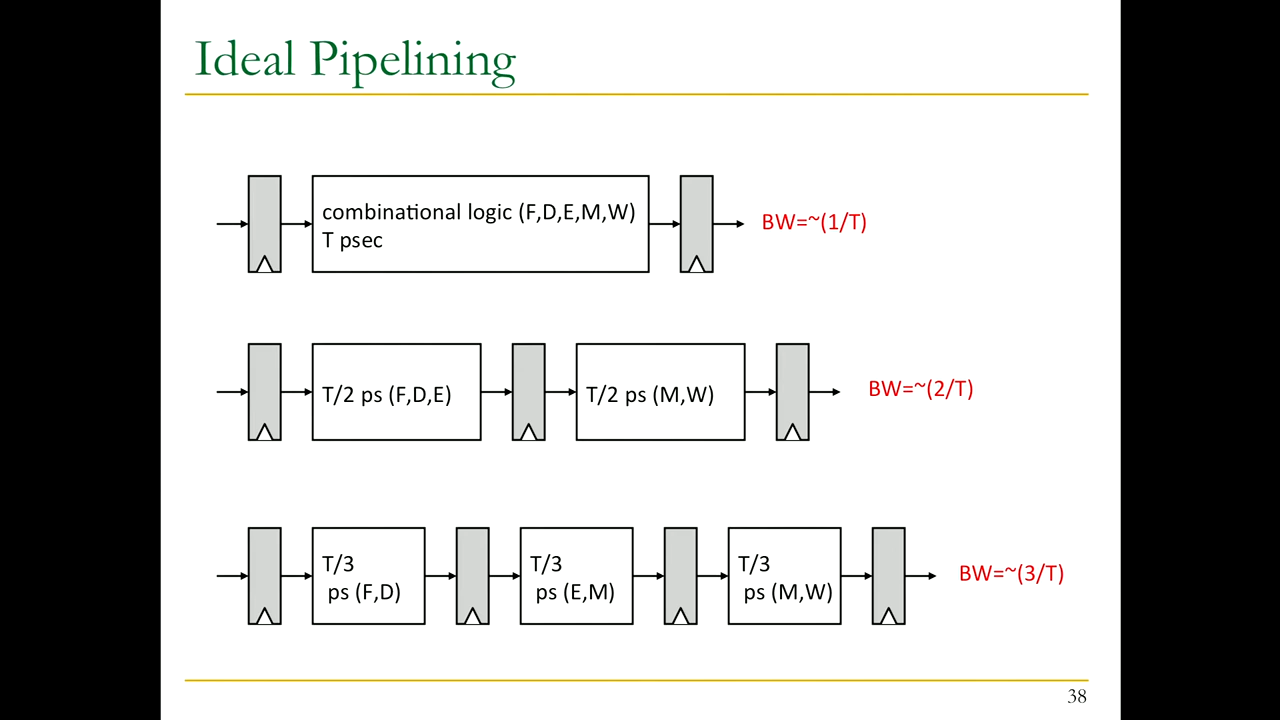 Ideal Pipelining
combinational logic (F,D,E,M,W)
T psec
BW=~(1/T)
T/2 ps (F,D,E)
T/2 ps (M,W)
BW=~(2/T)
T/3
ps (F,D)
T/3
ps (E,M)
T/3
ps (M,W)
BW=~(3/T)
38